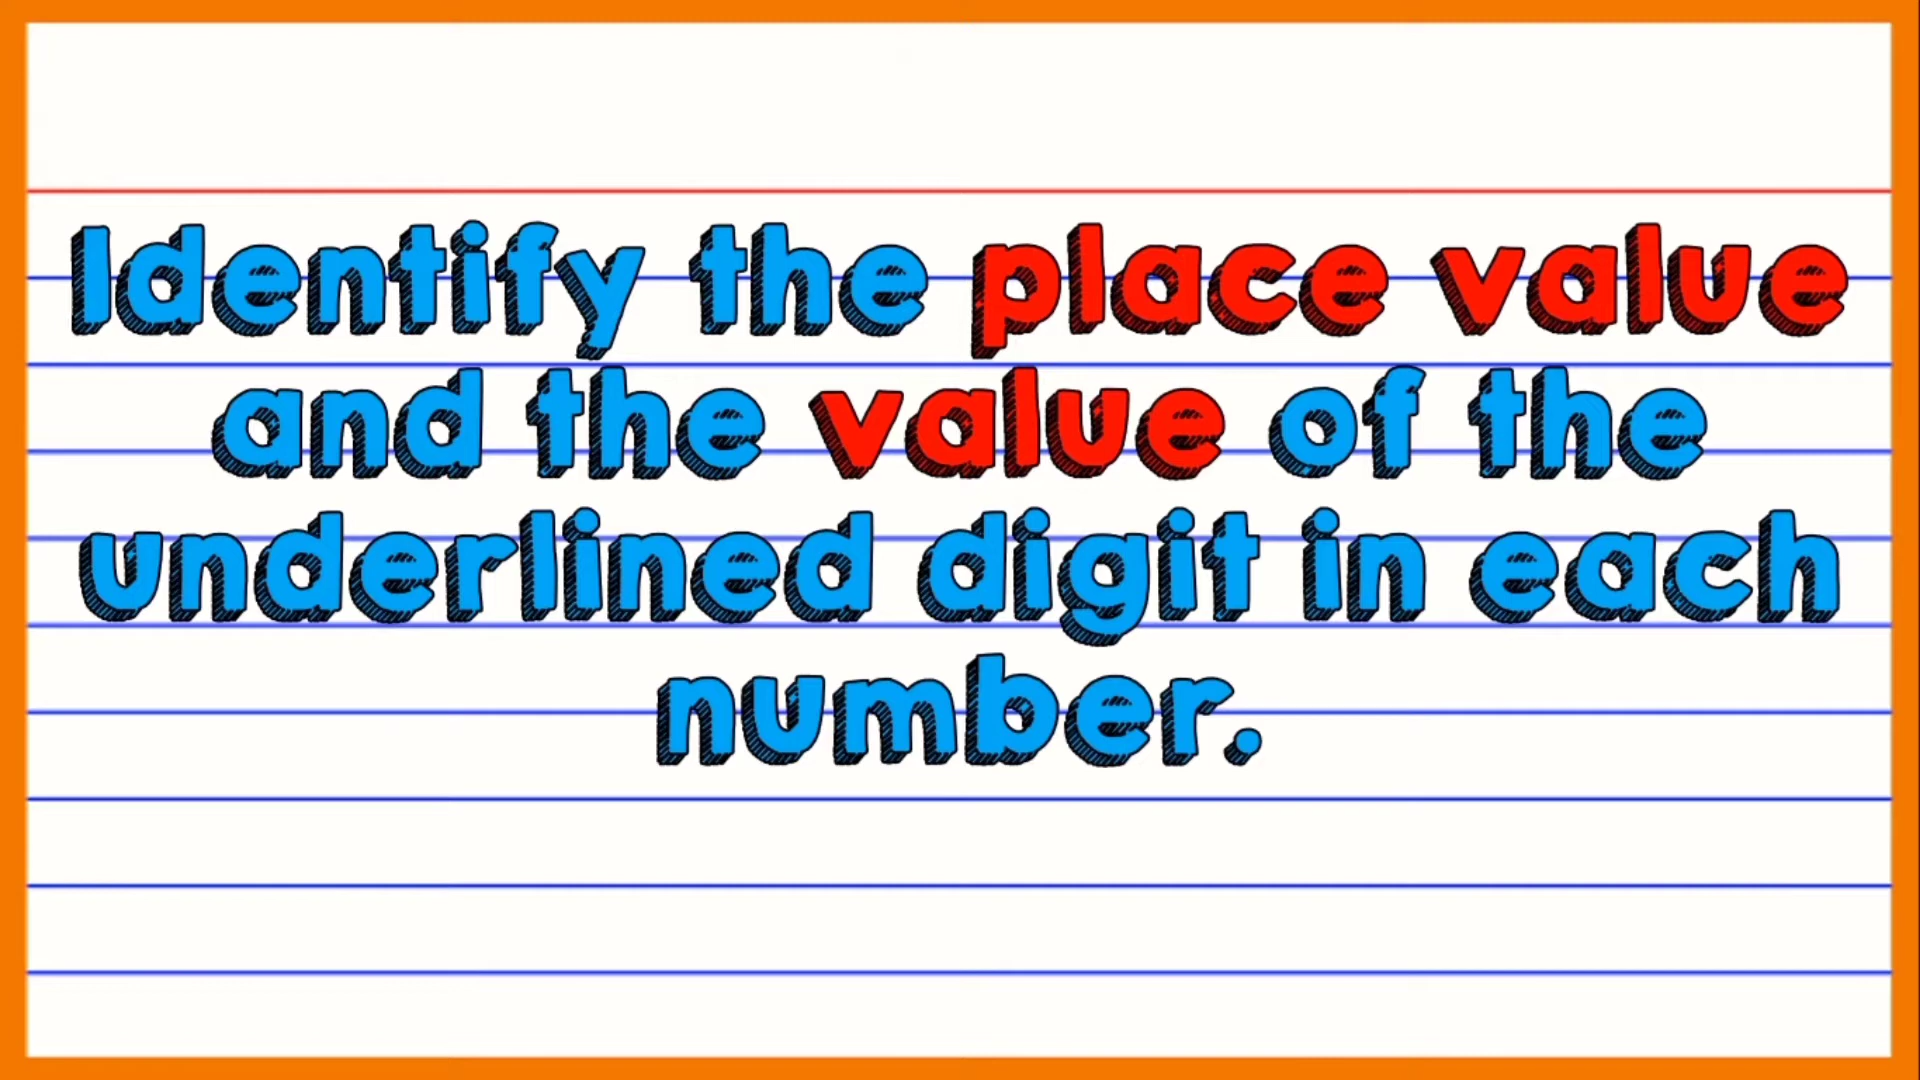 Identify the place value
and the value of the
underlined digit in each
number.